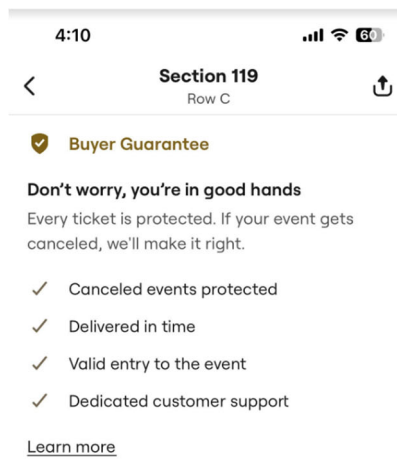 4:10
60
Section 119
Row C
Buyer Guarantee
Don't worry, you're in good hands
Every ticket is protected. If your event gets
canceled, we'll make it right.
Canceled events protected
Delivered in time
Valid entry to the event
Dedicated customer support
Learn more